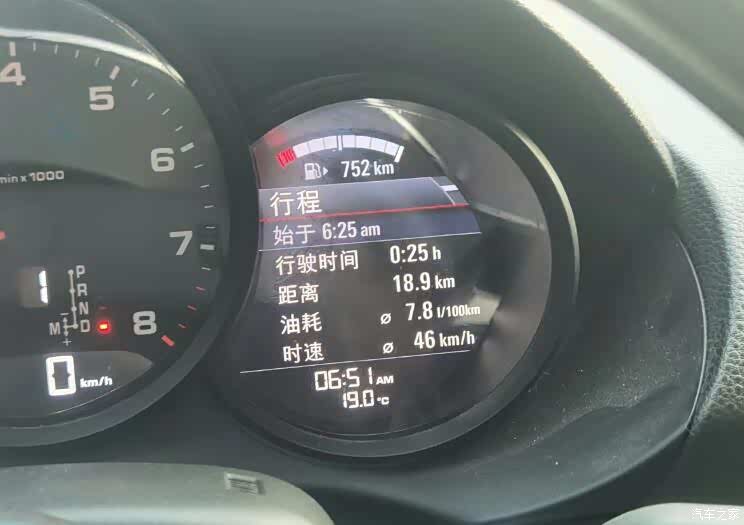 4
5
6
min x 1000
7
8
1
P
R
N
M D
− +
0 km/h
752 km
行程
始于 6:25 am
行驶时间 0:25 h
距离 18.9 km
油耗 ⌀ 7.8 l/100km
时速 ⌀ 46 km/h
06:51 AM
19.0 °C
汽车之家